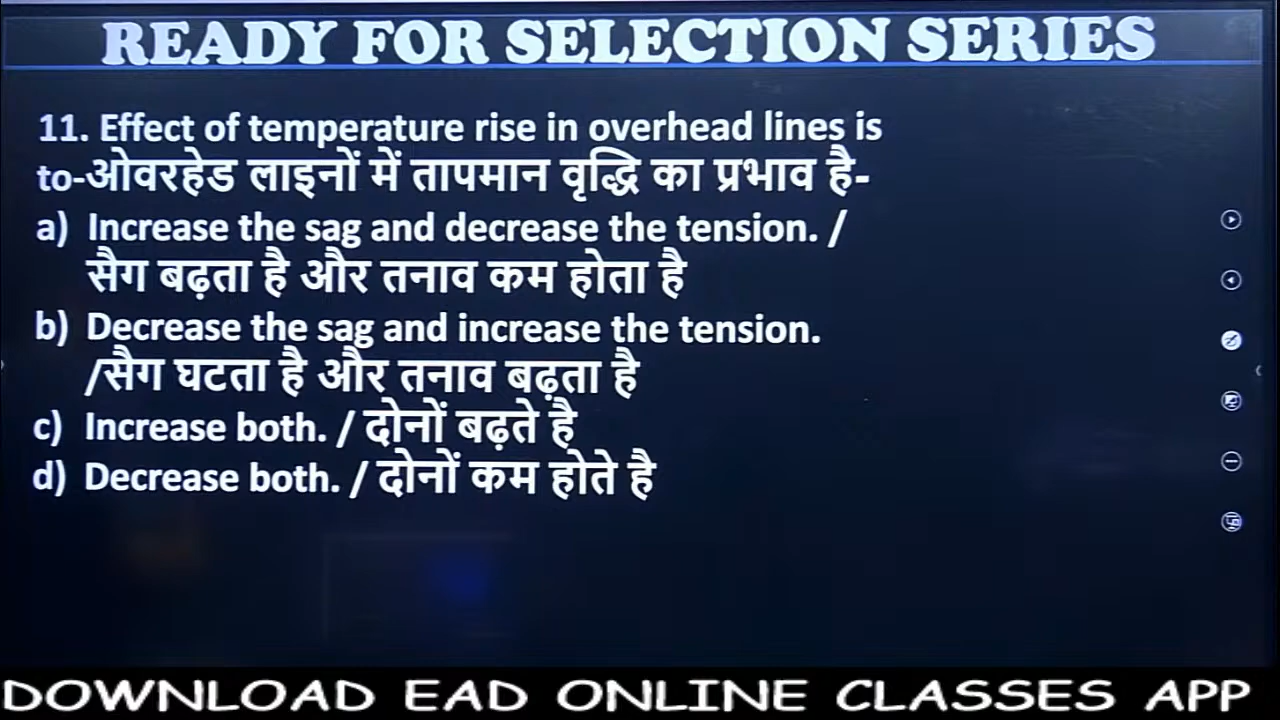 READY FOR SELECTION SERIES
11. Effect of temperature rise in overhead lines is
to-ओवरहेड लाइनों में तापमान वृद्धि का प्रभाव है-
a) Increase the sag and decrease the tension. /
सैग बढ़ता है और तनाव कम होता है
b) Decrease the sag and increase the tension.
/सैग घटता है और तनाव बढ़ता है
c) Increase both. / दोनों बढ़ते है
d) Decrease both. / दोनों कम होते है
DOWNLOAD EAD ONLINE CLASSES APP